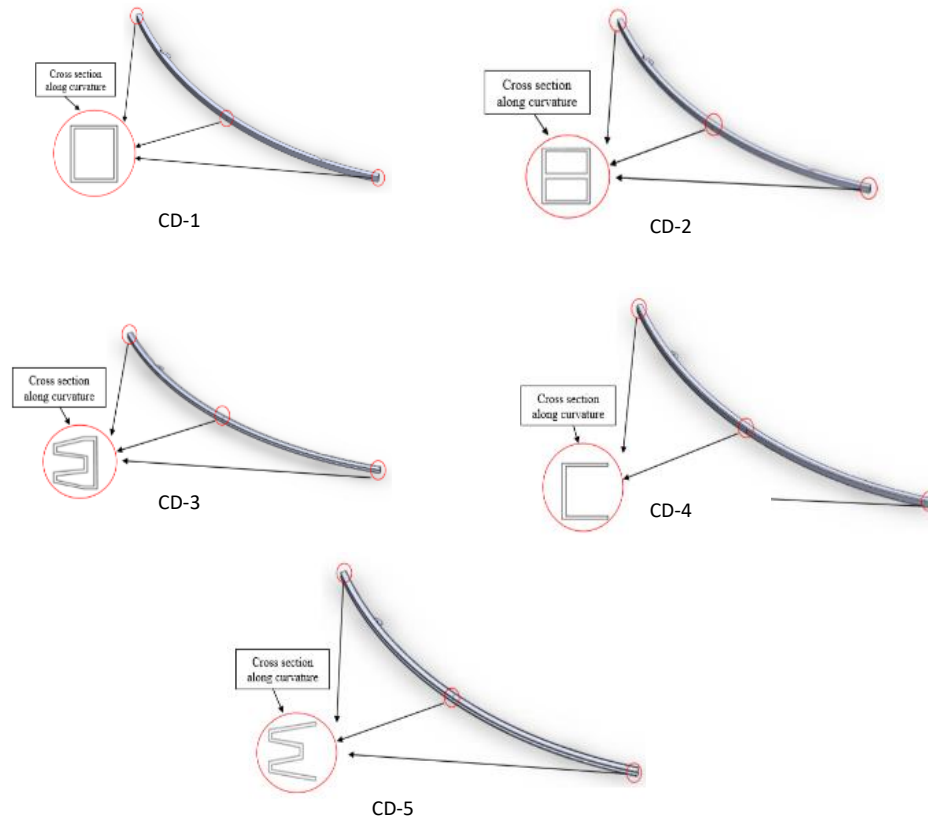 Cross section
along curvature
CD-1
Cross section
along curvature
CD-2
Cross section
along curvature
CD-3
Cross section
along curvature
CD-4
Cross section
along curvature
CD-5